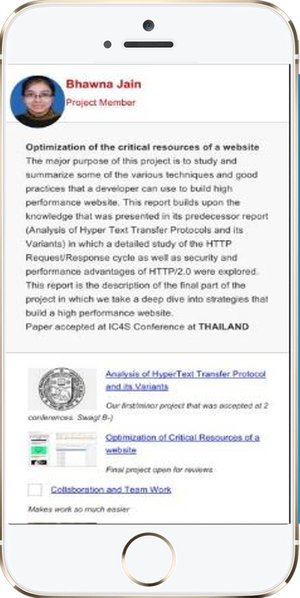 Bhawna Jain
Project Member
Optimization of the critical resources of a website
The major purpose of this project is to study and
summarize some of the various techniques and good
practices that a developer can use to build high
performance website. This report builds upon the
knowledge that was presented in its predecessor report
(Analysis of Hyper Text Transfer Protocols and its
Variants) in which a detailed study of the HTTP
Request/Response cycle as well as security and
performance advantages of HTTP/2.0 were explored.
This report is the description of the final part of the
project in which we take a deep dive into strategies that
build a high performance website.
Paper accepted at IC4S Conference at THAILAND
Analysis of HyperText Transfer Protocol
and its Variants
Our first/minor project that was accepted at 2
conferences. Swag! B-)
Optimization of Critical Resources of a
website
Final project open for reviews
Collaboration and Team Work
Makes work so much easier